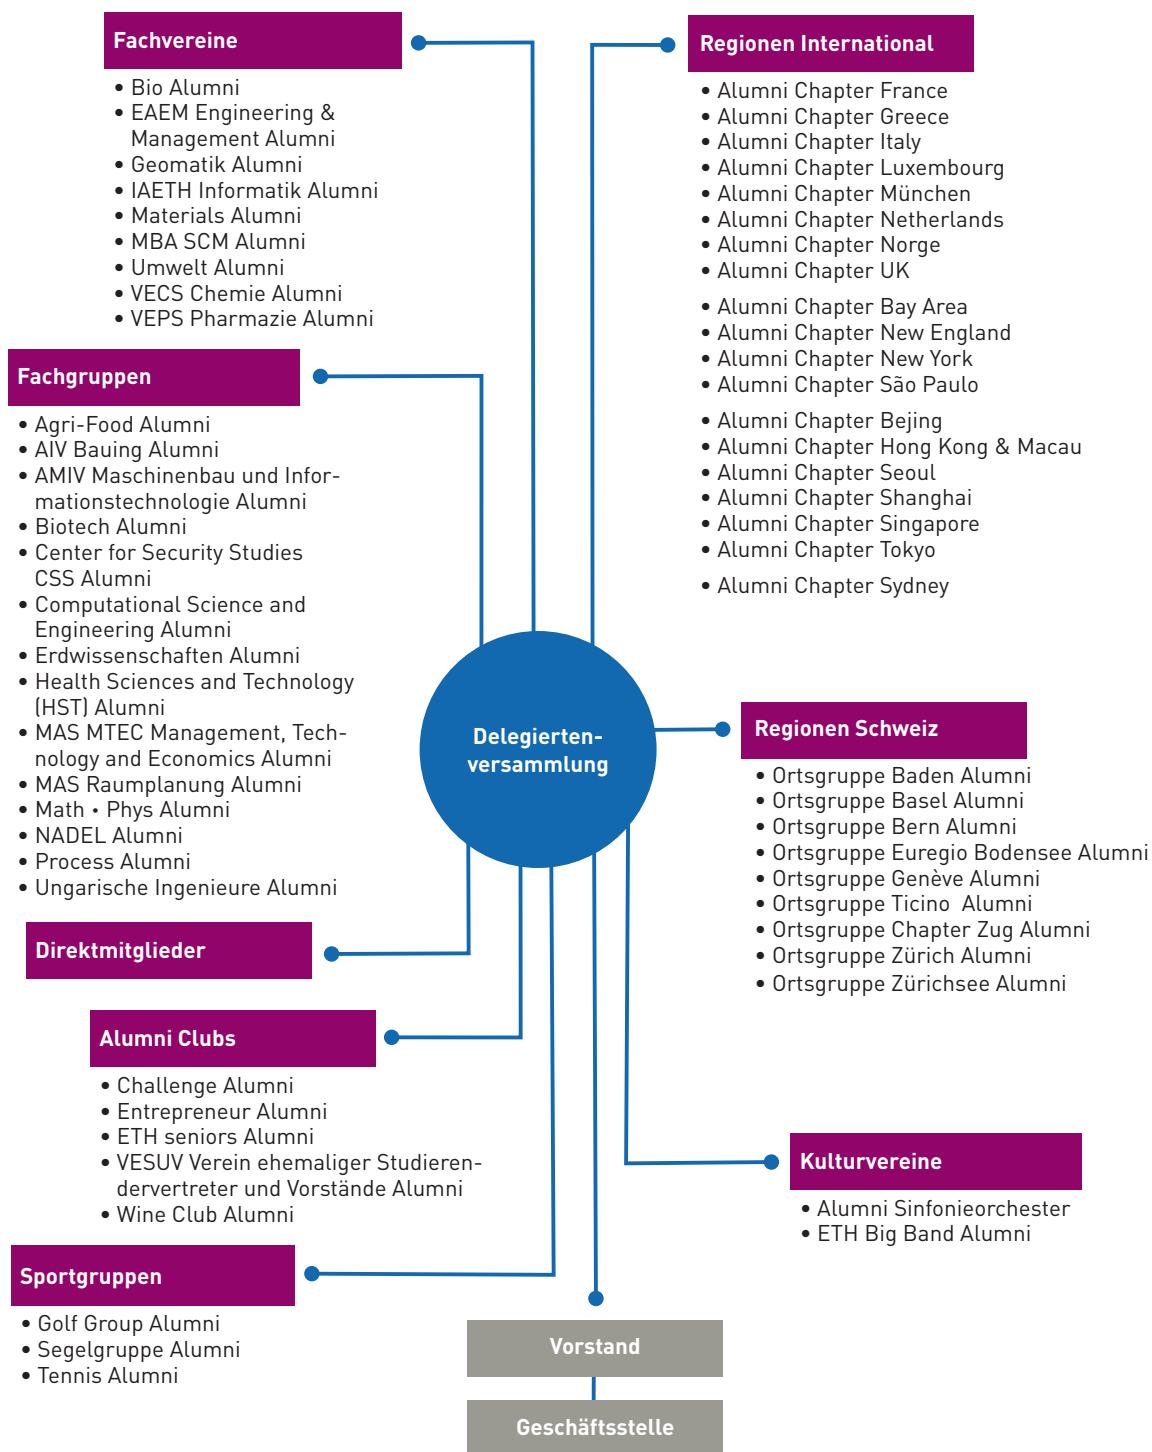 Fachvereine
• Bio Alumni
• EAEM Engineering &
Management Alumni
• Geomatik Alumni
• IAETH Informatik Alumni
• Materials Alumni
• MBA SCM Alumni
• Umwelt Alumni
• VECS Chemie Alumni
• VEPS Pharmazie Alumni
Fachgruppen
• Agri-Food Alumni
• AIV Bauing Alumni
• AMIV Maschinenbau und Infor-
mationstechnologie Alumni
• Biotech Alumni
• Center for Security Studies
CSS Alumni
• Computational Science and
Engineering Alumni
• Erdwissenschaften Alumni
• Health Sciences and Technology
(HST) Alumni
• MAS MTEC Management, Tech-
nology and Economics Alumni
• MAS Raumplanung Alumni
• Math • Phys Alumni
• NADEL Alumni
• Process Alumni
• Ungarische Ingenieure Alumni
Direktmitglieder
Alumni Clubs
• Challenge Alumni
• Entrepreneur Alumni
• ETH seniors Alumni
• VESUV Verein ehemaliger Studieren-
dervertreter und Vorstände Alumni
• Wine Club Alumni
Sportgruppen
• Golf Group Alumni
• Segelgruppe Alumni
• Tennis Alumni
Delegierten-
versammlung
Regionen International
• Alumni Chapter France
• Alumni Chapter Greece
• Alumni Chapter Italy
• Alumni Chapter Luxembourg
• Alumni Chapter München
• Alumni Chapter Netherlands
• Alumni Chapter Norge
• Alumni Chapter UK
• Alumni Chapter Bay Area
• Alumni Chapter New England
• Alumni Chapter New York
• Alumni Chapter São Paulo
• Alumni Chapter Bejing
• Alumni Chapter Hong Kong & Macau
• Alumni Chapter Seoul
• Alumni Chapter Shanghai
• Alumni Chapter Singapore
• Alumni Chapter Tokyo
• Alumni Chapter Sydney
Regionen Schweiz
• Ortsgruppe Baden Alumni
• Ortsgruppe Basel Alumni
• Ortsgruppe Bern Alumni
• Ortsgruppe Euregio Bodensee Alumni
• Ortsgruppe Genève Alumni
• Ortsgruppe Ticino Alumni
• Ortsgruppe Chapter Zug Alumni
• Ortsgruppe Zürich Alumni
• Ortsgruppe Zürichsee Alumni
Kulturvereine
• Alumni Sinfonieorchester
• ETH Big Band Alumni
Vorstand
Geschäftsstelle